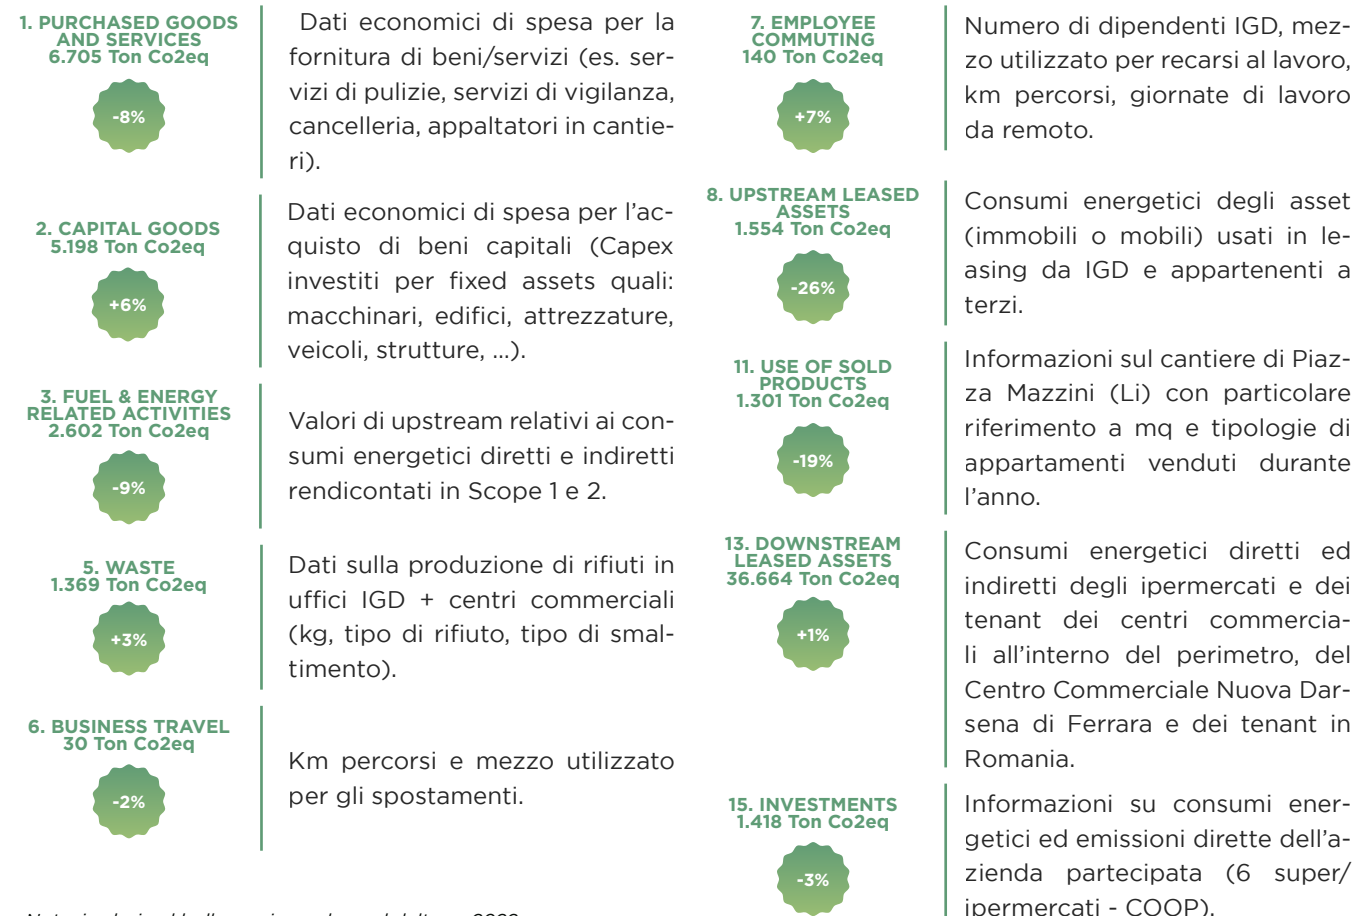 1. PURCHASED GOODS
AND SERVICES
6.705 Ton Co2eq
-8%
Dati economici di spesa per la
fornitura di beni/servizi (es. ser-
vizi di pulizie, servizi di vigilanza,
cancelleria, appaltatori in cantie-
ri).
2. CAPITAL GOODS
5.198 Ton Co2eq
+6%
Dati economici di spesa per l'ac-
quisto di beni capitali (Capex
investiti per fixed assets quali:
macchinari, edifici, attrezzature,
veicoli, strutture, ...).
3. FUEL & ENERGY
RELATED ACTIVITIES
2.602 Ton Co2eq
-9%
Valori di upstream relativi ai con-
sumi energetici diretti e indiretti
rendicontati in Scope 1 e 2.
5. WASTE
1.369 Ton Co2eq
+3%
Dati sulla produzione di rifiuti in
uffici IGD + centri commerciali
(kg, tipo di rifiuto, tipo di smal-
timento).
6. BUSINESS TRAVEL
30 Ton Co2eq
-2%
Km percorsi e mezzo utilizzato
per gli spostamenti.
7. EMPLOYEE
COMMUTING
140 Ton Co2eq
+7%
Numero di dipendenti IGD, mez-
zo utilizzato per recarsi al lavoro,
km percorsi, giornate di lavoro
da remoto.
8. UPSTREAM LEASED
ASSETS
1.554 Ton Co2eq
-26%
Consumi energetici degli asset
(immobili o mobili) usati in le-
asing da IGD e appartenenti a
terzi.
11. USE OF SOLD
PRODUCTS
1.301 Ton Co2eq
-19%
Informazioni sul cantiere di Piaz-
za Mazzini (Li) con particolare
riferimento a mq e tipologie di
appartamenti venduti durante
l'anno.
13. DOWNSTREAM
LEASED ASSETS
36.664 Ton Co2eq
+1%
Consumi energetici diretti ed
indiretti degli ipermercati e dei
tenant dei centri commercia-
li all'interno del perimetro, del
Centro Commerciale Nuova Dar-
sena di Ferrara e dei tenant in
Romania.
15. INVESTMENTS
1.418 Ton Co2eq
-3%
Informazioni su consumi ener-
getici ed emissioni dirette dell'a-
zienda partecipata (6 super/
ipermercati - COOP).